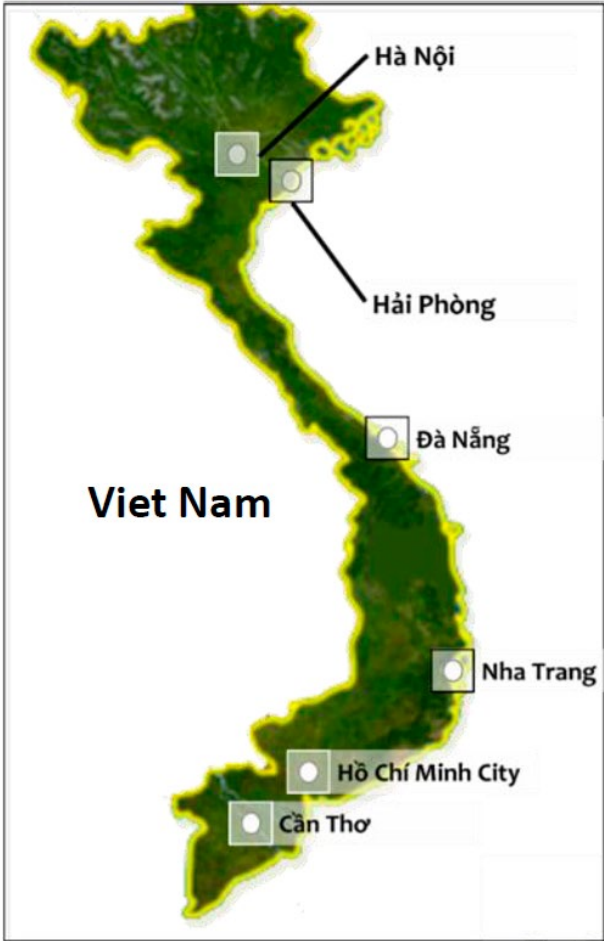 Hà Nội
Hải Phòng
Đà Nẵng
Viet Nam
Nha Trang
Hồ Chí Minh City
Cần Thơ